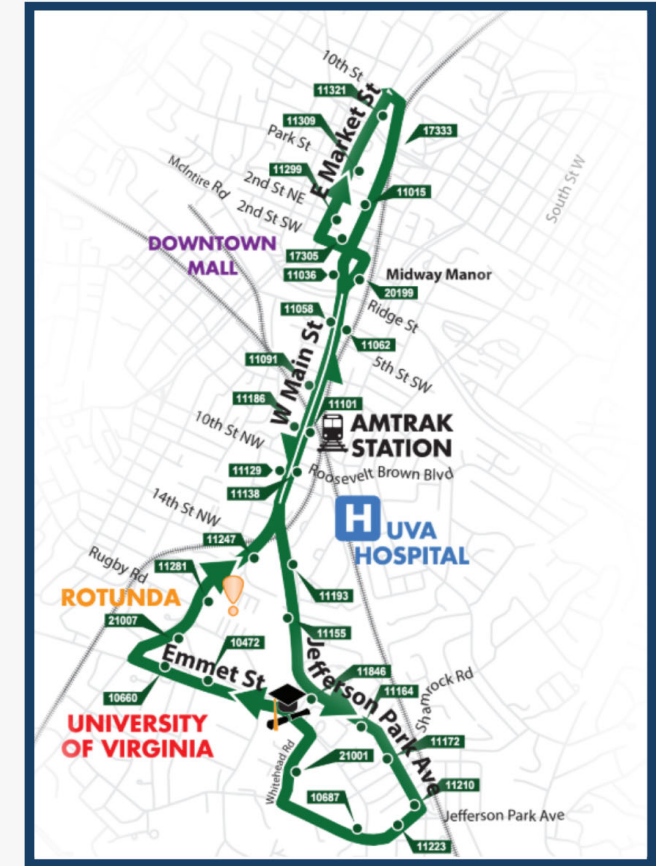 10th St
11321
E Market St
11309
17333
Park St
11299
McIntire Rd
2nd St NE
11015
South St W
2nd St SW
DOWNTOWN
MALL
17305
11036
Midway Manor
20199
11058
Ridge St
11062
W Main St
11091
5th St SW
11186
11101
10th St NW
AMTRAK
STATION
11129
Roosevelt Brown Blvd
11138
14th St NW
H UVA
HOSPITAL
11247
Rugby Rd
11281
11193
ROTUNDA
21007
11155
10472
Emmet St
Jefferson Park Ave
11846
11164
Shamrock Rd
10660
UNIVERSITY
OF VIRGINIA
11172
Whitehead Rd
21001
11210
10687
Jefferson Park Ave
11223